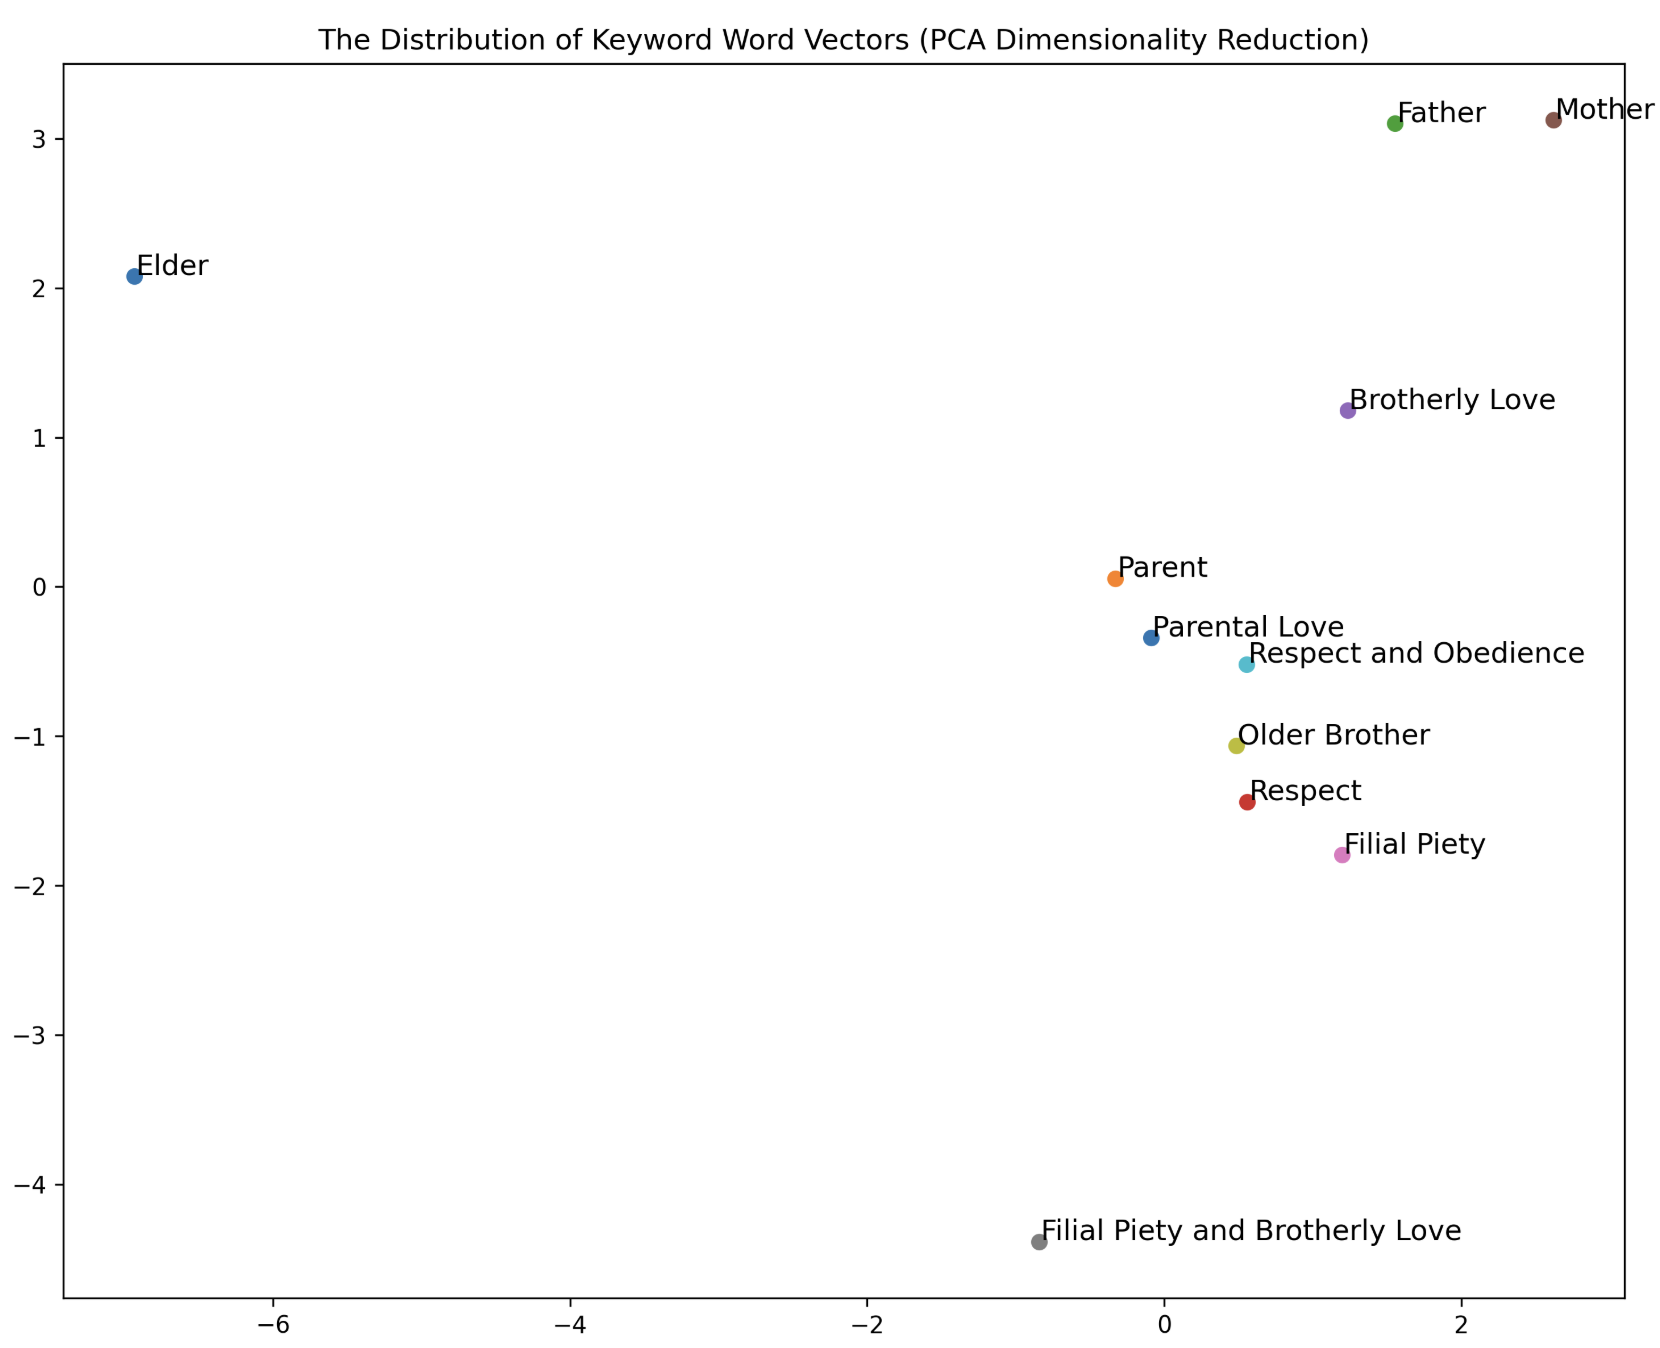 The Distribution of Keyword Word Vectors (PCA Dimensionality Reduction)
Father
Mother
3
Elder
2
Brotherly Love
1
Parent
0
Parental Love
Respect and Obedience
Older Brother
−1
Respect
Filial Piety
−2
−3
−4
Filial Piety and Brotherly Love
−6 −4 −2 0 2